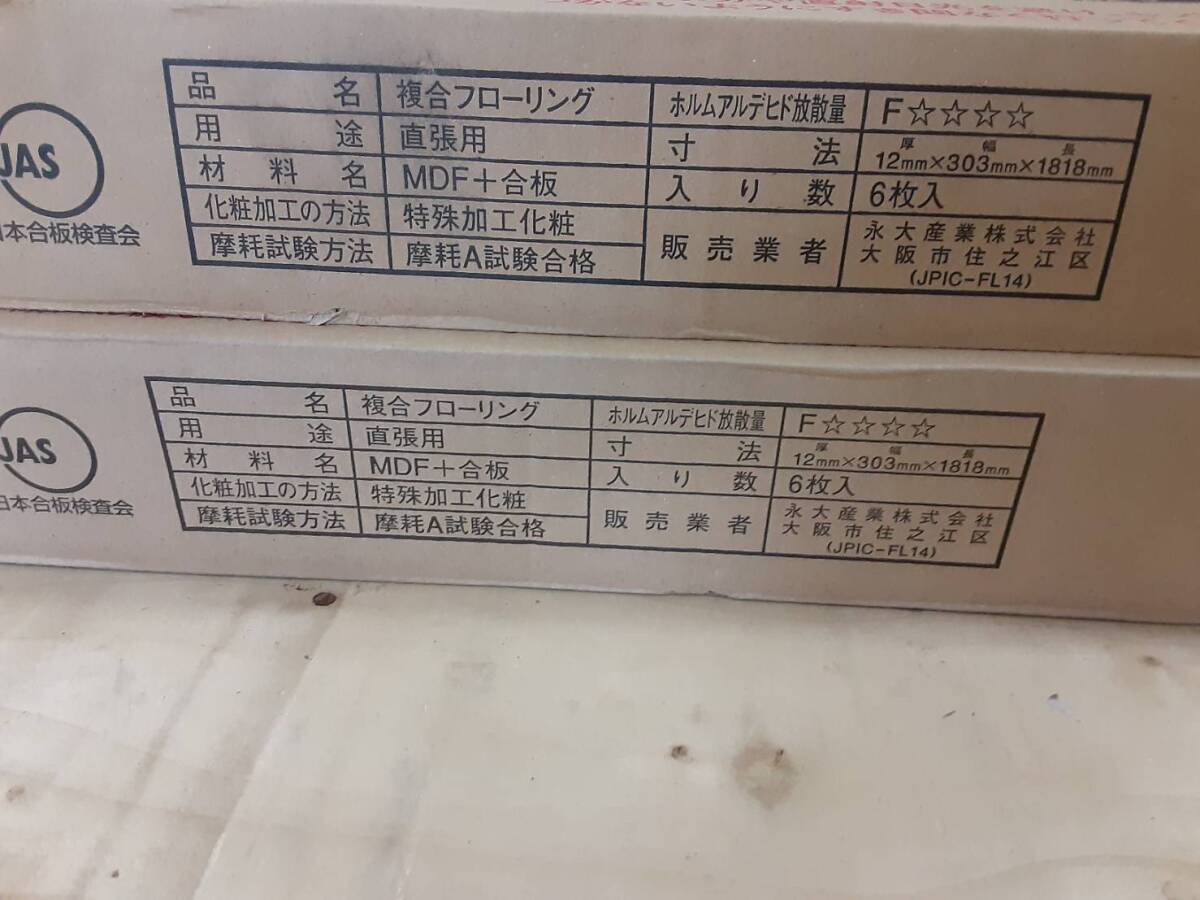 JAS
本合板検査会
品名 複合フローリング ホルムアルデヒド放散量 F☆☆☆☆
用途 直張用 寸法 厚 幅 長 12mm×303mm×1818mm
材料名 MDF+合板 入り数 6枚入
化粧加工の方法 特殊加工化粧 販売業者 永大産業株式会社
摩耗試験方法 摩耗A試験合格 大阪市住之江区
(JPIC-FL14)
JAS
日本合板検査会
品名 複合フローリング ホルムアルデヒド放散量 F☆☆☆☆
用途 直張用 寸法 厚 幅 長 12mm×303mm×1818mm
材料名 MDF+合板 入り数 6枚入
化粧加工の方法 特殊加工化粧 販売業者 永大産業株式会社
摩耗試験方法 摩耗A試験合格 大阪市住之江区
(JPIC-FL14)